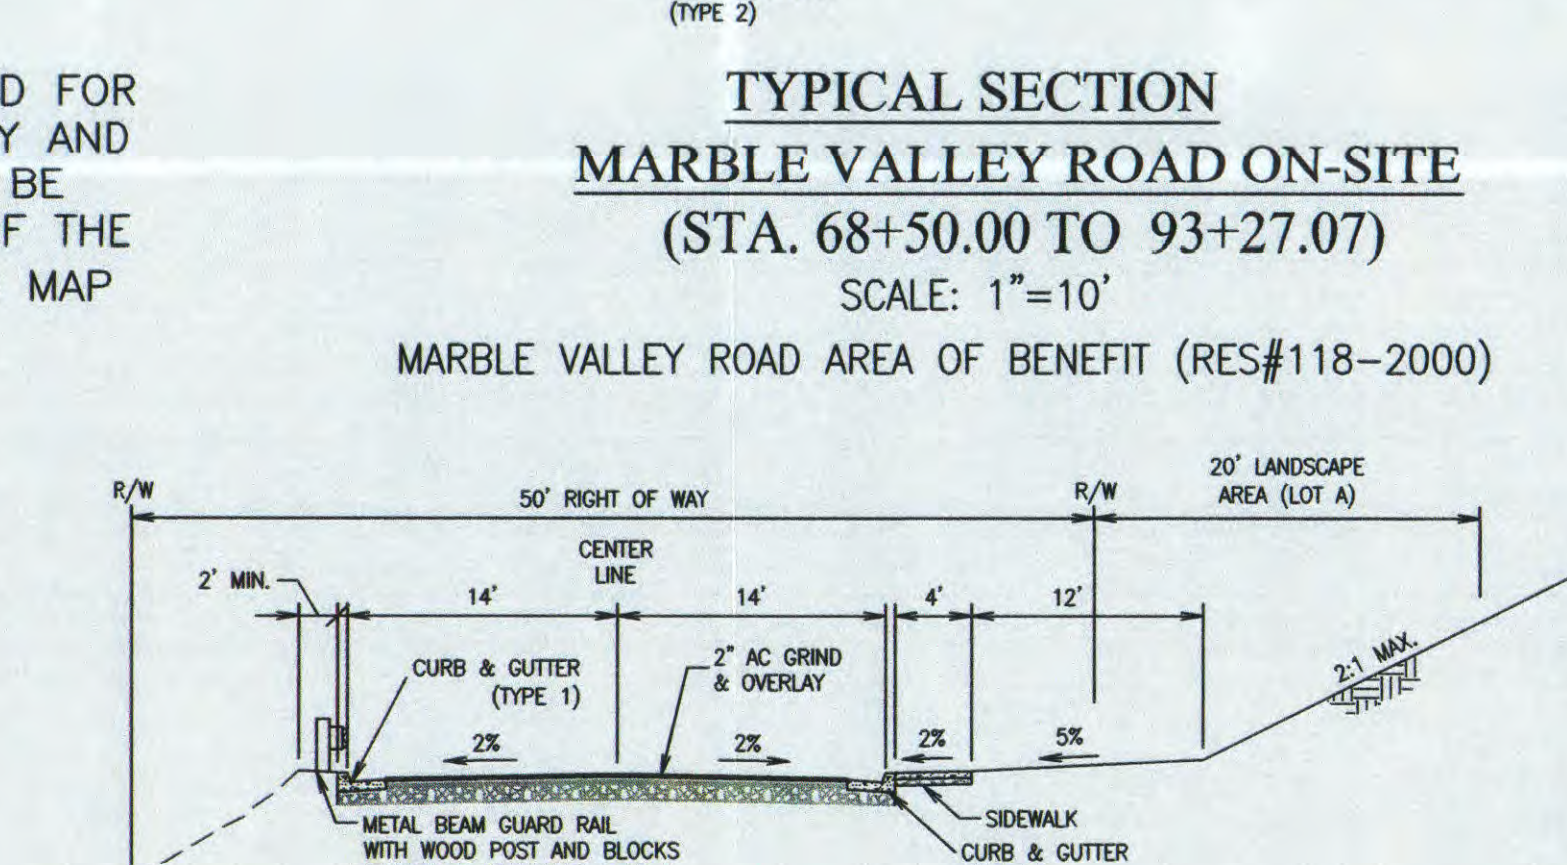 (TYPE 2)
D FOR
Y AND
BE
F THE
MAP
TYPICAL SECTION
MARBLE VALLEY ROAD ON-SITE
(STA. 68+50.00 TO 93+27.07)
SCALE: 1"=10'
MARBLE VALLEY ROAD AREA OF BENEFIT (RES#118-2000)
R/W
50' RIGHT OF WAY
R/W
20' LANDSCAPE
AREA (LOT A)
CENTER
LINE
2' MIN.
14'
14'
4'
12'
CURB & GUTTER
(TYPE 1)
2" AC GRIND
& OVERLAY
2:1 MAX.
2%
2%
2%
5%
METAL BEAM GUARD RAIL
WITH WOOD POST AND BLOCKS
SIDEWALK
CURB & GUTTER